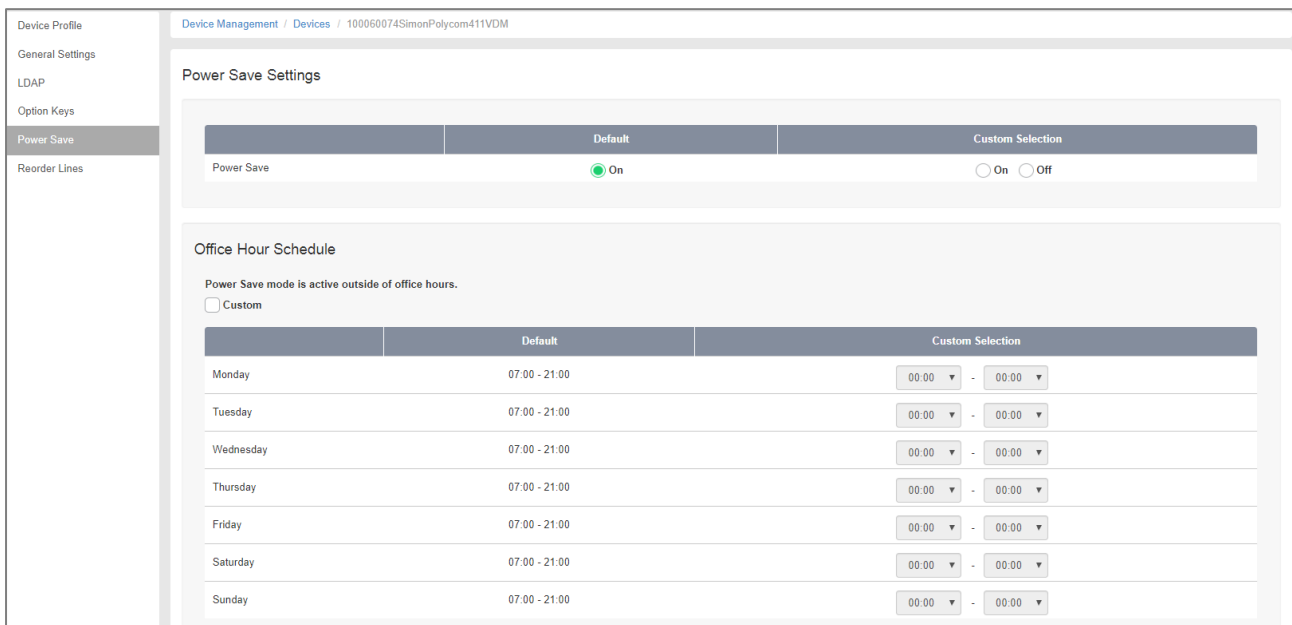 Device Profile
General Settings
LDAP
Option Keys
Power Save
Reorder Lines
Device Management / Devices / 100060074SimonPolycom411VDM
Power Save Settings
Default Custom Selection
Power Save On On Off
Office Hour Schedule
Power Save mode is active outside of office hours.
Custom
Default Custom Selection
Monday 07:00 - 21:00 00:00 - 00:00
Tuesday 07:00 - 21:00 00:00 - 00:00
Wednesday 07:00 - 21:00 00:00 - 00:00
Thursday 07:00 - 21:00 00:00 - 00:00
Friday 07:00 - 21:00 00:00 - 00:00
Saturday 07:00 - 21:00 00:00 - 00:00
Sunday 07:00 - 21:00 00:00 - 00:00